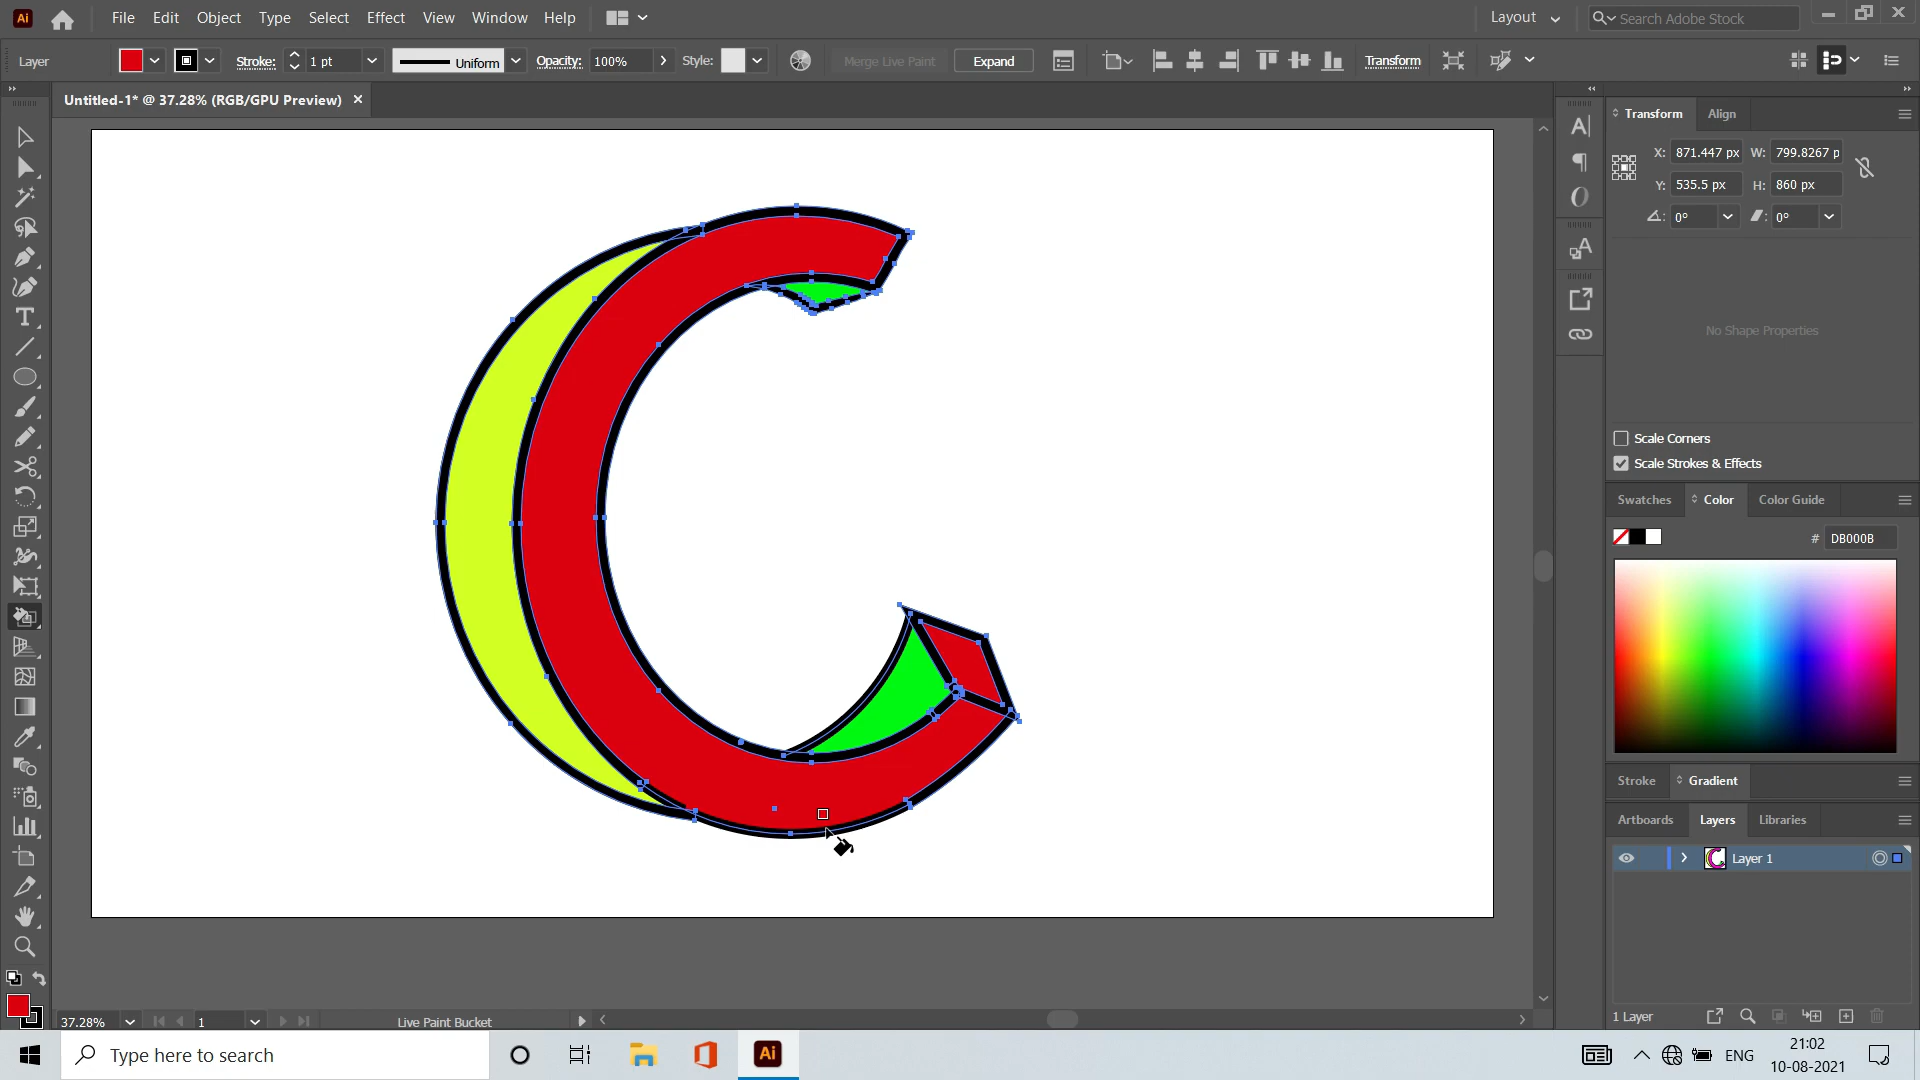 Ai File Edit Object Type Select Effect View Window Help Layout Search Adobe Stock
Layer Stroke: 1 pt Uniform Opacity: 100% Style: Merge Live Paint Expand Transform
Untitled-1* @ 37.28% (RGB/GPU Preview)
Transform Align
X: 871.447 px W: 799.8267 p
Y: 535.5 px H: 860 px
0° 0°
No Shape Properties
Scale Corners
Scale Strokes & Effects
Swatches Color Color Guide
# DB000B
Stroke Gradient
Artboards Layers Libraries
Layer 1
1 Layer
37.28% 1 Live Paint Bucket
Type here to search Ai ENG 21:02
10-08-2021